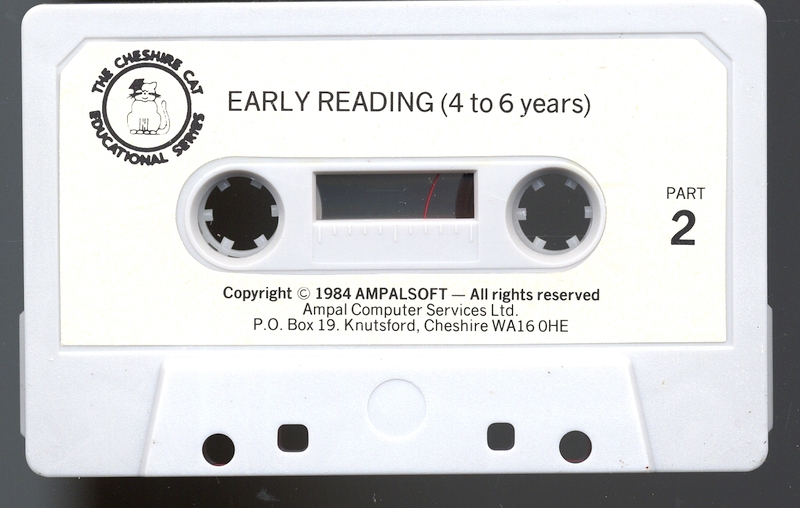 THE CHESHIRE CAT
EDUCATIONAL SERIES
EARLY READING (4 to 6 years)
PART
2
Copyright © 1984 AMPALSOFT — All rights reserved
Ampal Computer Services Ltd.
P.O. Box 19. Knutsford, Cheshire WA16 0HE